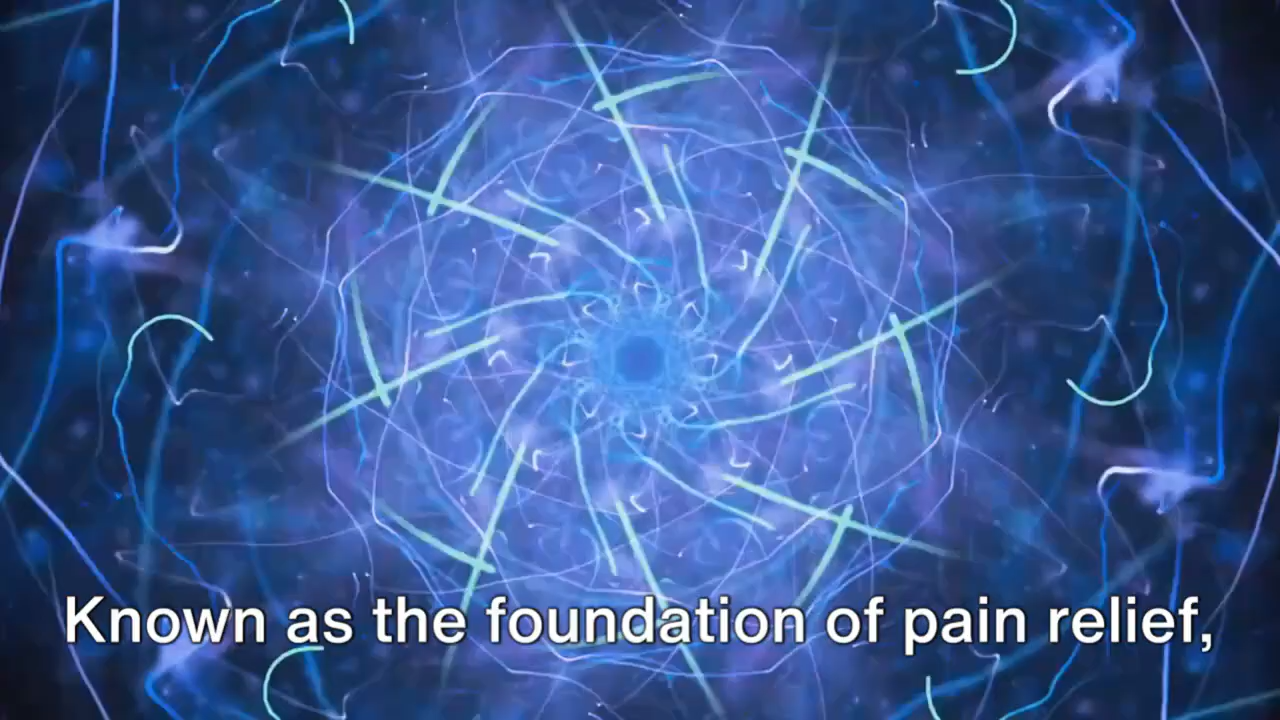 Known as the foundation of pain relief,